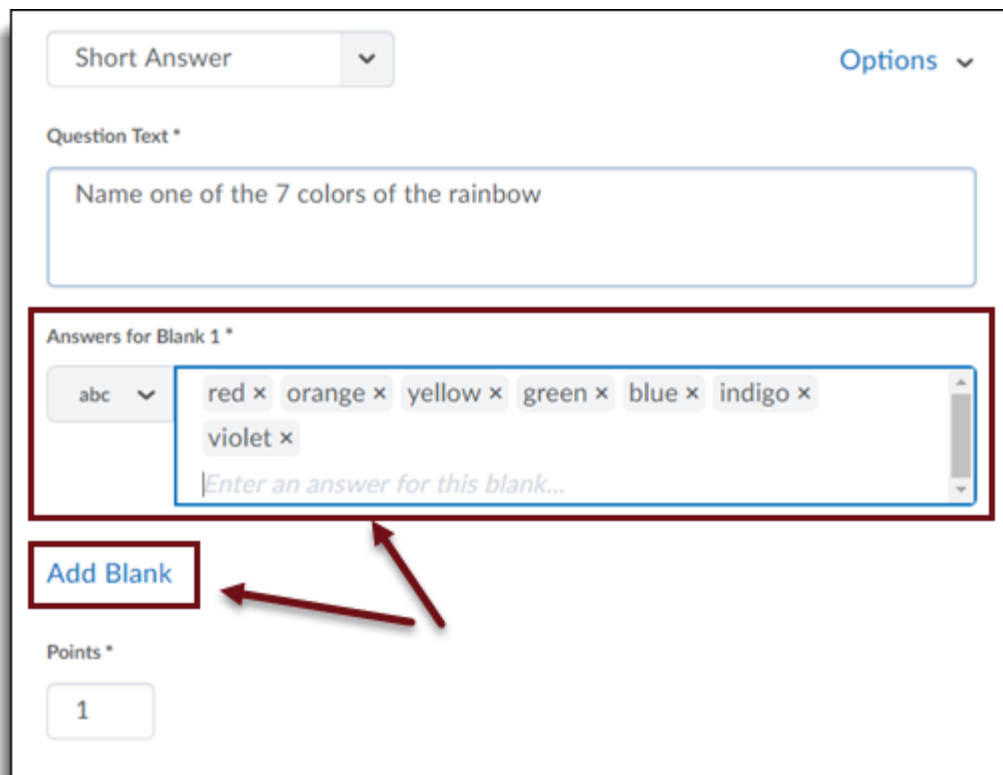 Short Answer
Options
Question Text *
Name one of the 7 colors of the rainbow
Answers for Blank 1 *
abc
red × orange × yellow × green × blue × indigo ×
violet ×
Enter an answer for this blank...
Add Blank
Points *
1